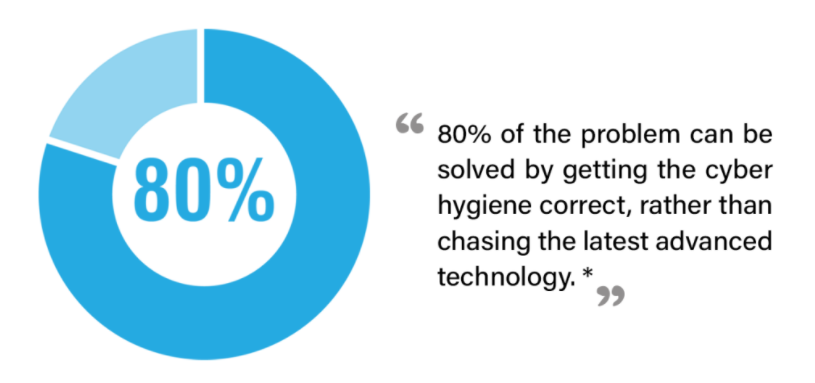 80%
“ 80% of the problem can be
solved by getting the cyber
hygiene correct, rather than
chasing the latest advanced
technology. * ”